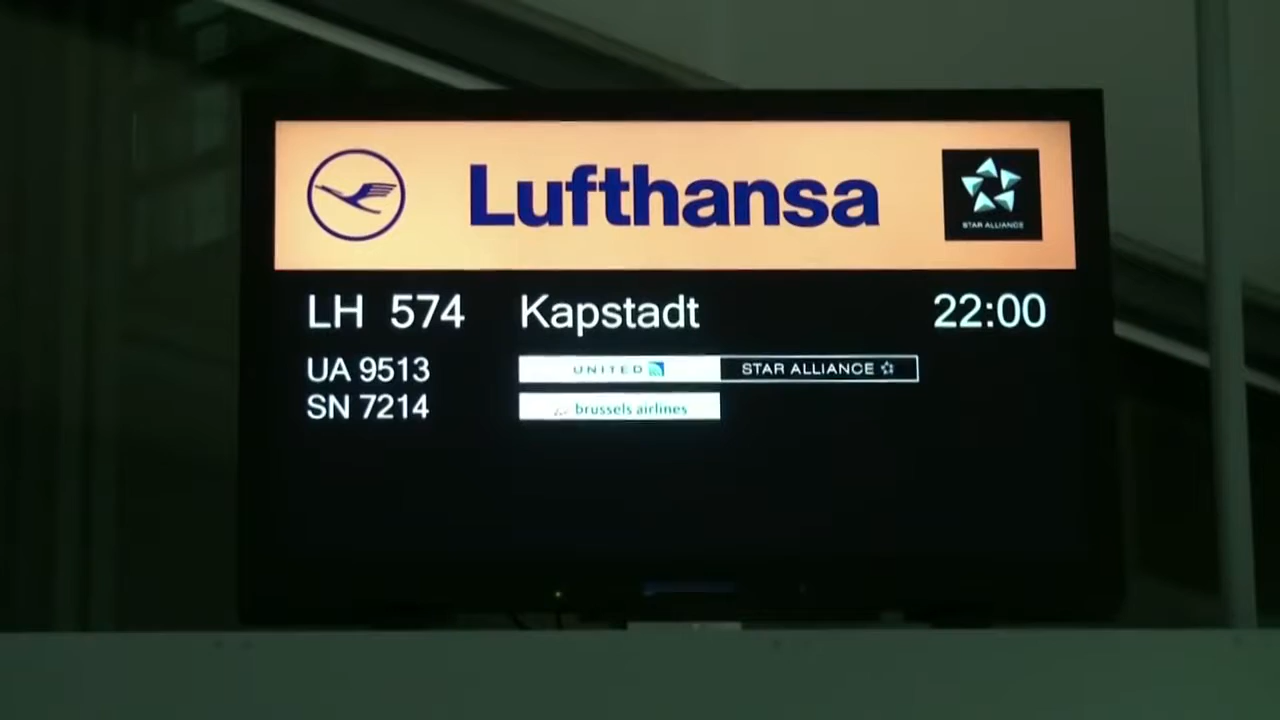 Lufthansa
STAR ALLIANCE
LH 574 Kapstadt 22:00
UA 9513 UNITED STAR ALLIANCE
SN 7214 brussels airlines